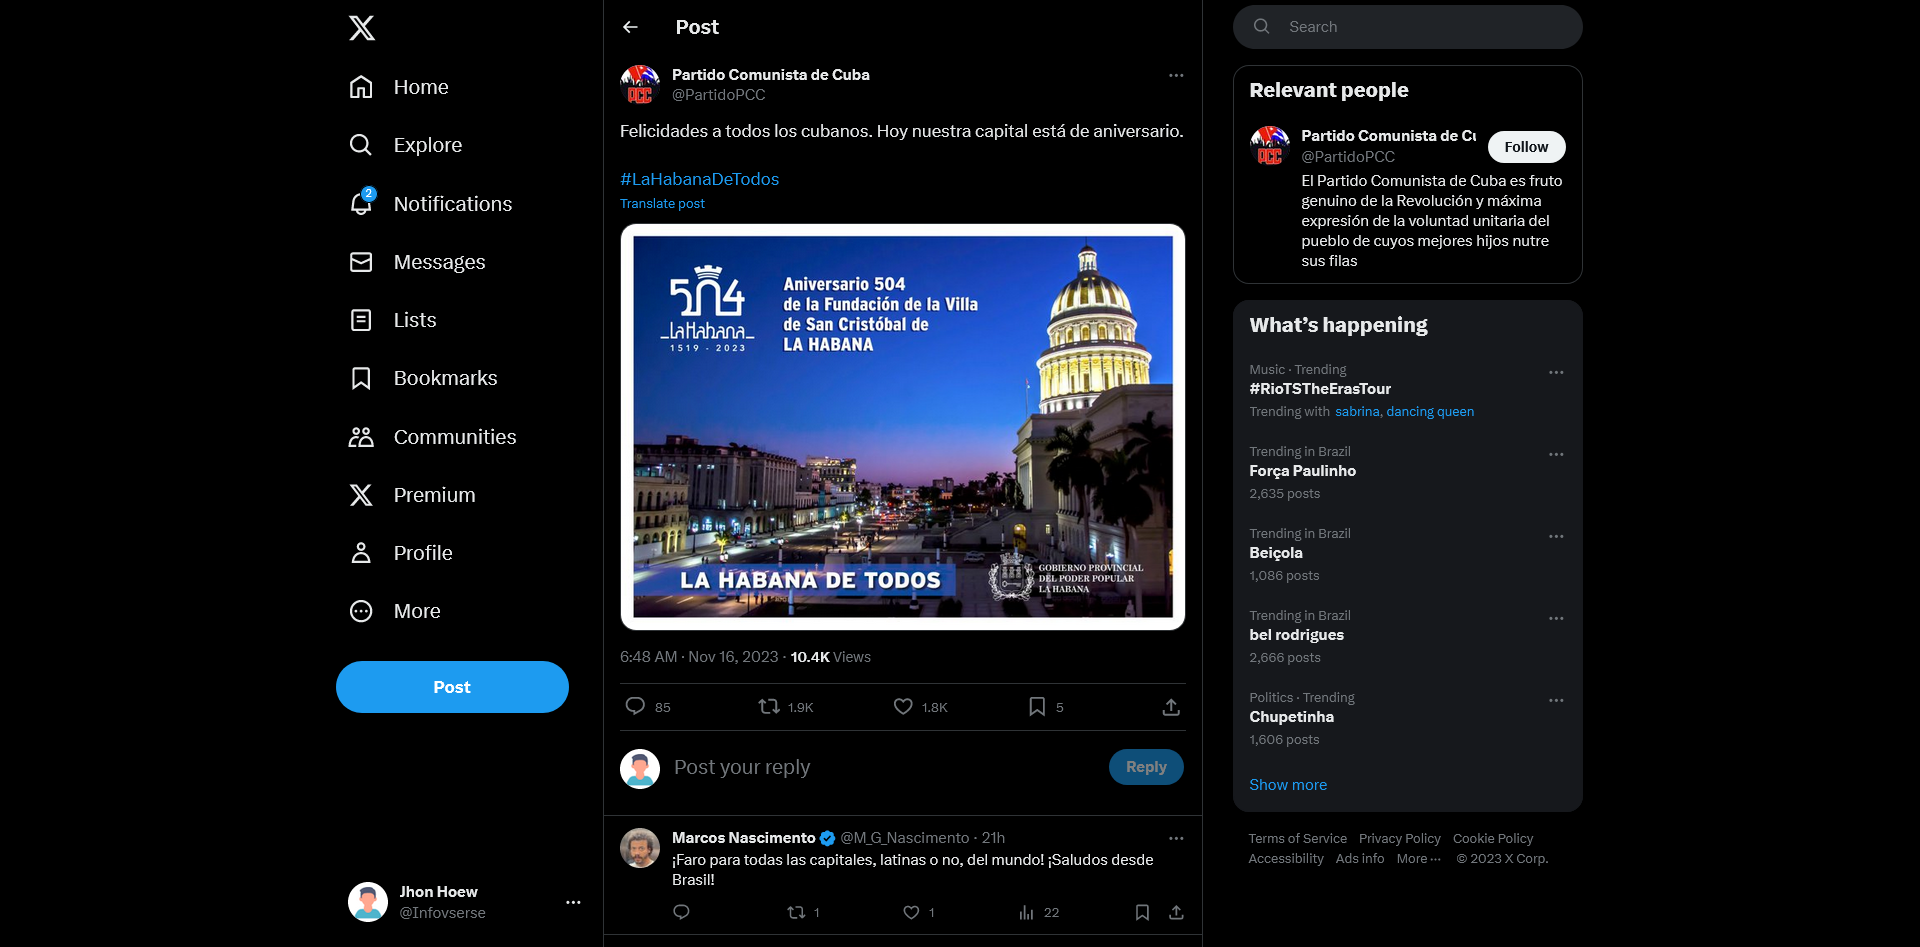 Home
Explore
2
Notifications
Messages
Lists
Bookmarks
Communities
Premium
Profile
More
Post
Jhon Hoew
@Infovserse
Post
Partido Comunista de Cuba
@PartidoPCC
Felicidades a todos los cubanos. Hoy nuestra capital está de aniversario.
#LaHabanaDeTodos
Translate post
504
La Habana
1519 - 2023
Aniversario 504
de la Fundación de la Villa
de San Cristóbal de
LA HABANA
LA HABANA DE TODOS
GOBIERNO PROVINCIAL
DEL PODER POPULAR
LA HABANA
6:48 AM · Nov 16, 2023 · 10.4K Views
85 1.9K 1.8K 5
Post your reply
Reply
Marcos Nascimento @M_G_Nascimento · 21h
¡Faro para todas las capitales, latinas o no, del mundo! ¡Saludos desde
Brasil!
1 1 22
Search
Relevant people
PCC
Partido Comunista de Cu
@PartidoPCC
Follow
El Partido Comunista de Cuba es fruto
genuino de la Revolución y máxima
expresión de la voluntad unitaria del
pueblo de cuyos mejores hijos nutre
sus filas
What's happening
Music · Trending
#RioTSTheErasTour
Trending with sabrina, dancing queen
Trending in Brazil
Força Paulinho
2,635 posts
Trending in Brazil
Beiçola
1,086 posts
Trending in Brazil
bel rodrigues
2,666 posts
Politics · Trending
Chupetinha
1,606 posts
Show more
Terms of Service Privacy Policy Cookie Policy
Accessibility Ads info More ··· © 2023 X Corp.